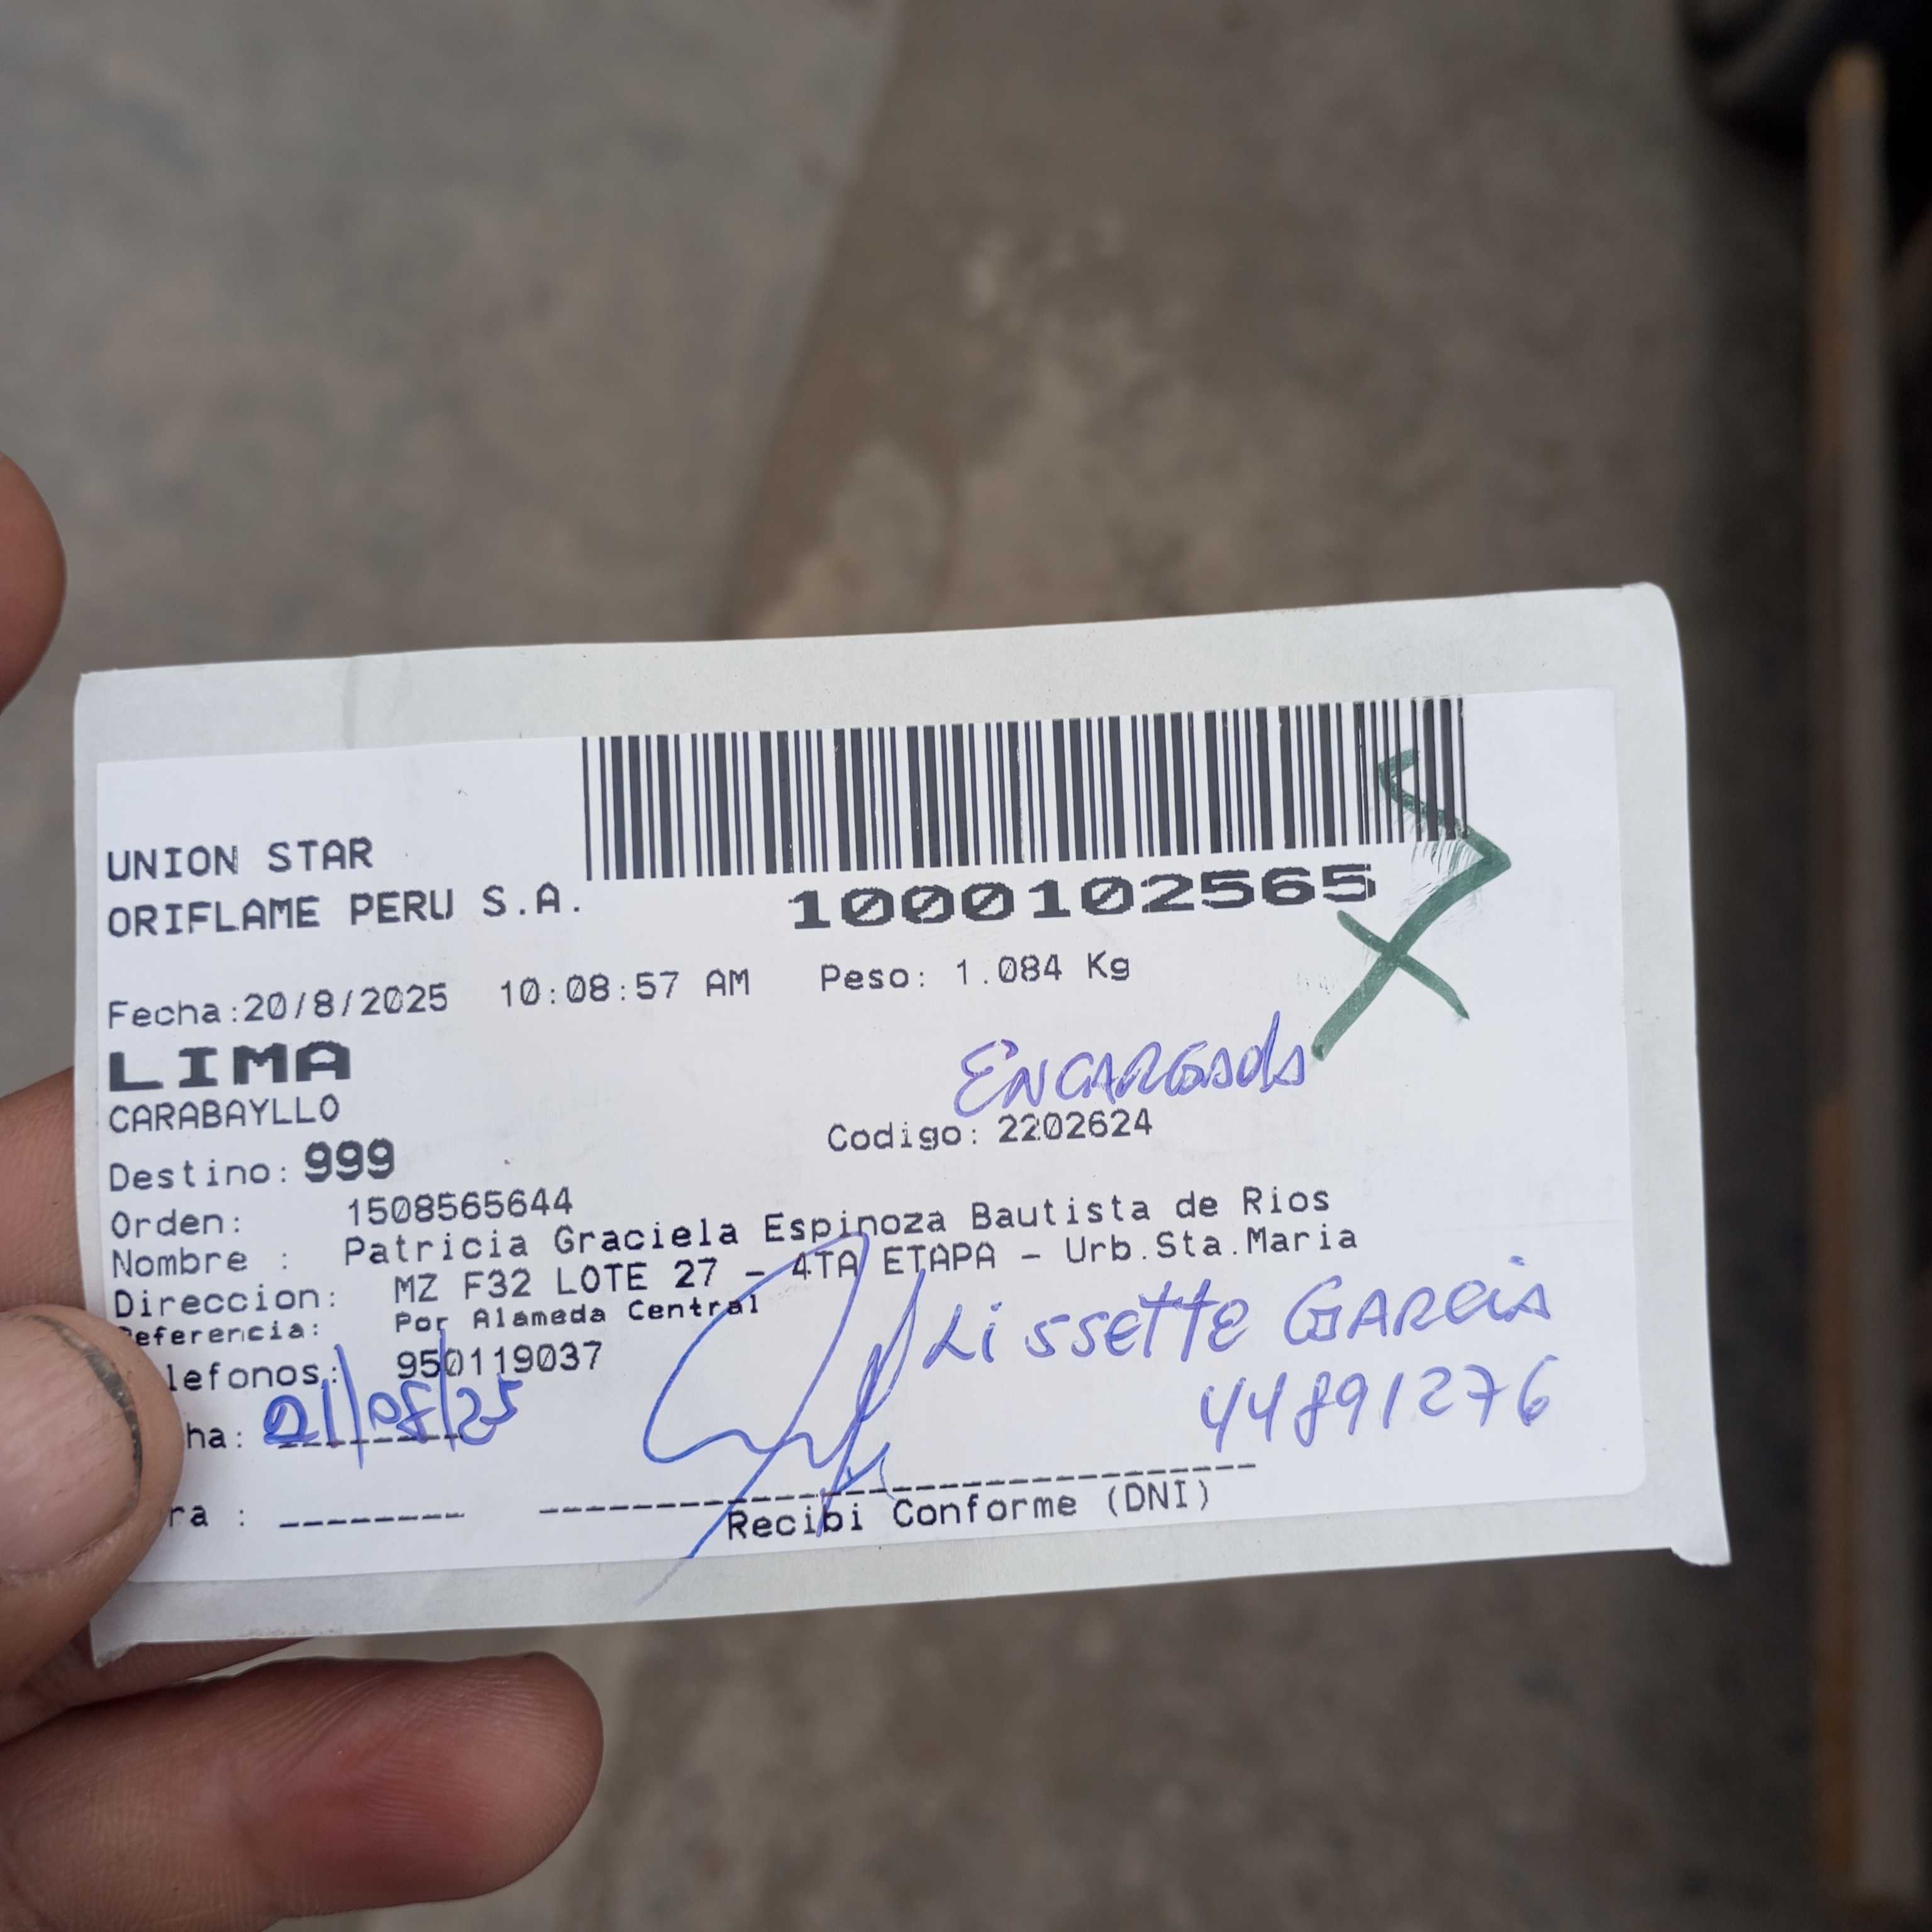 UNION STAR
ORIFLAME PERU S.A.
1000102565
Fecha:20/8/2025 10:08:57 AM Peso: 1.084 Kg
LIMA
ENCARGADA
CARABAYLLO
Codigo: 2202624
Destino: 999
Orden: 1508565644
Nombre : Patricia Graciela Espinoza Bautista de Rios
Direccion: MZ F32 LOTE 27 - 4TA ETAPA - Urb.Sta.Maria
eferencia: Por Alameda Central
Lissette GARCIA
lefonos: 950119037
44891276
ha: 21/08/25
ra :
Recibi Conforme (DNI)